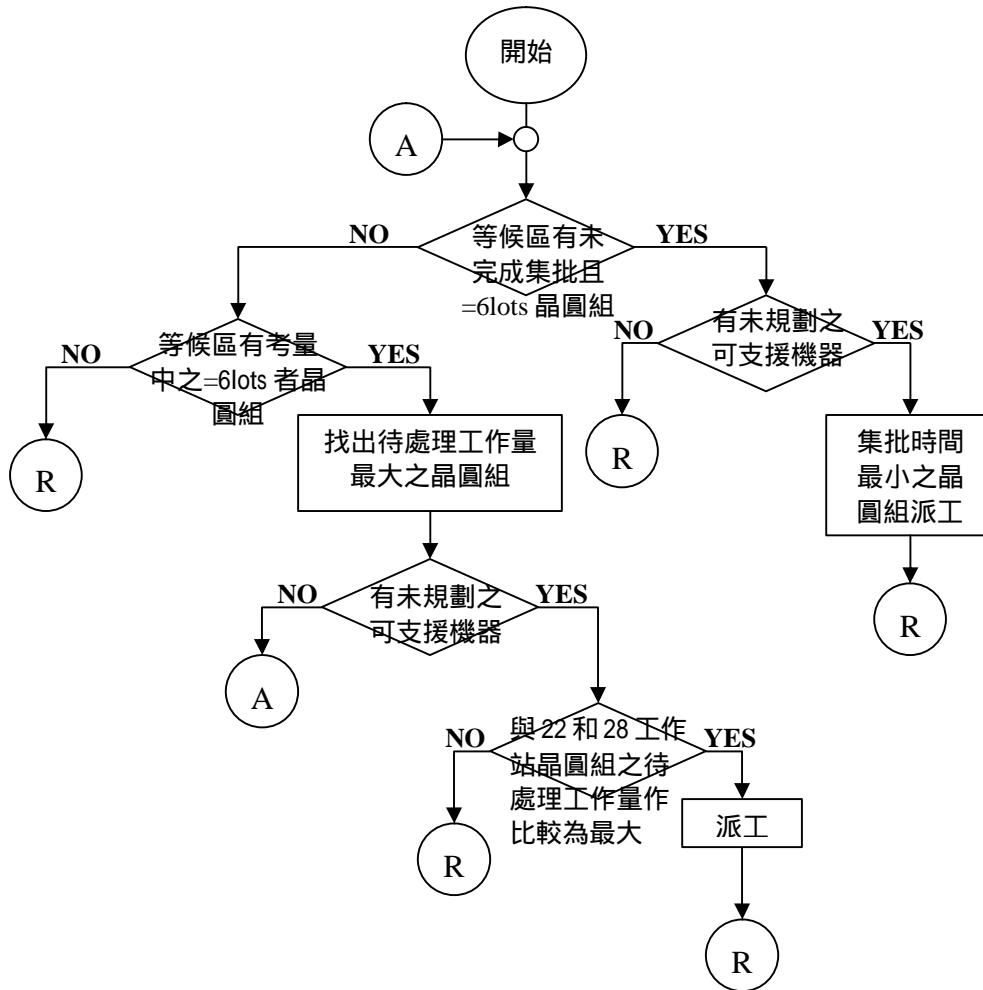 開始
A
NO
YES
等候區有未
完成集批且
=6lots 晶圓組
NO
YES
等候區有考量
中之=6lots 者晶
圓組
NO
YES
有未規劃之
可支援機器
R
R
找出待處理工作量
最大之晶圓組
集批時間
最小之晶
圓組派工
NO
YES
有未規劃之
可支援機器
R
A
NO
YES
與 22 和 28 工作
站晶圓組之待
處理工作量作
比較為最大
派工
R
R